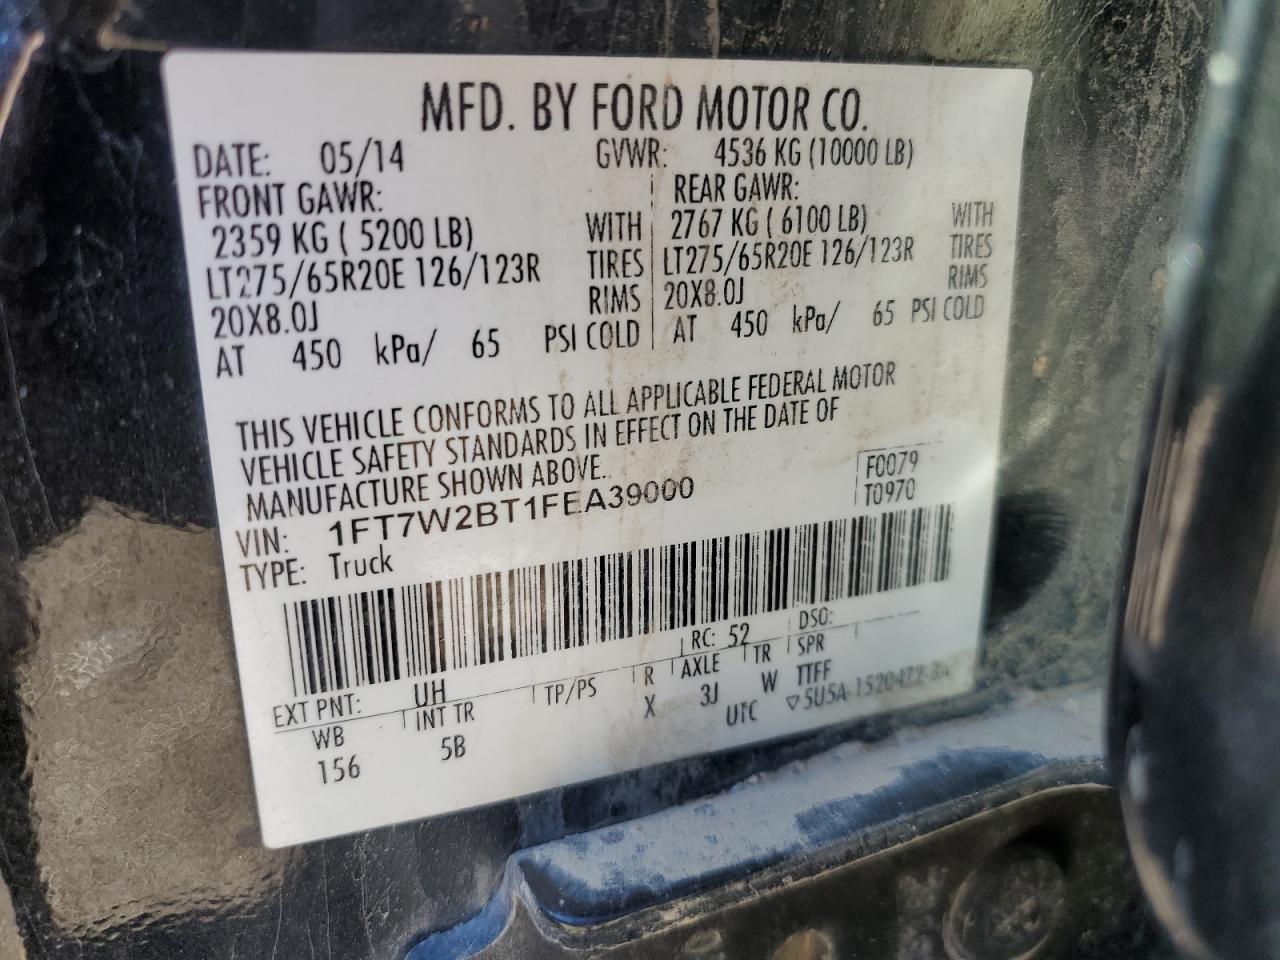 MFD. BY FORD MOTOR CO.
DATE: 05/14 GVWR: 4536 KG (10000 LB)
FRONT GAWR: REAR GAWR:
2359 KG ( 5200 LB) WITH 2767 KG ( 6100 LB) WITH
LT275/65R20E 126/123R TIRES LT275/65R20E 126/123R TIRES
20X8.0J RIMS 20X8.0J RIMS
AT 450 kPa/ 65 PSI COLD AT 450 kPa/ 65 PSI COLD
THIS VEHICLE CONFORMS TO ALL APPLICABLE FEDERAL MOTOR
VEHICLE SAFETY STANDARDS IN EFFECT ON THE DATE OF
MANUFACTURE SHOWN ABOVE.
F0079
T0970
VIN: 1FT7W2BT1FEA39000
TYPE: Truck
EXT PNT: UH RC: 52 DSO:
WB INT TR TP/PS R AXLE TR SPR
156 5B X 3J W TTFF
UTC ▽5U5A-1520472-